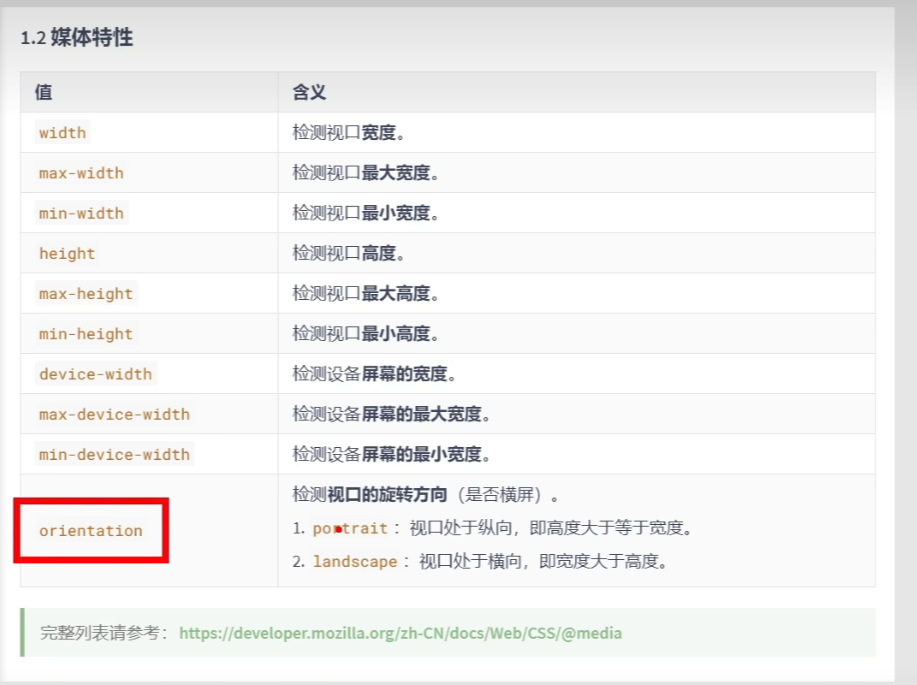 1.2 媒体特性
值 含义
width 检测视口宽度。
max-width 检测视口最大宽度。
min-width 检测视口最小宽度。
height 检测视口高度。
max-height 检测视口最大高度。
min-height 检测视口最小高度。
device-width 检测设备屏幕的宽度。
max-device-width 检测设备屏幕的最大宽度。
min-device-width 检测设备屏幕的最小宽度。
检测视口的旋转方向（是否横屏）。
orientation 1. portrait ：视口处于纵向，即高度大于等于宽度。
2. landscape ：视口处于横向，即宽度大于高度。
完整列表请参考：https://developer.mozilla.org/zh-CN/docs/Web/CSS/@media